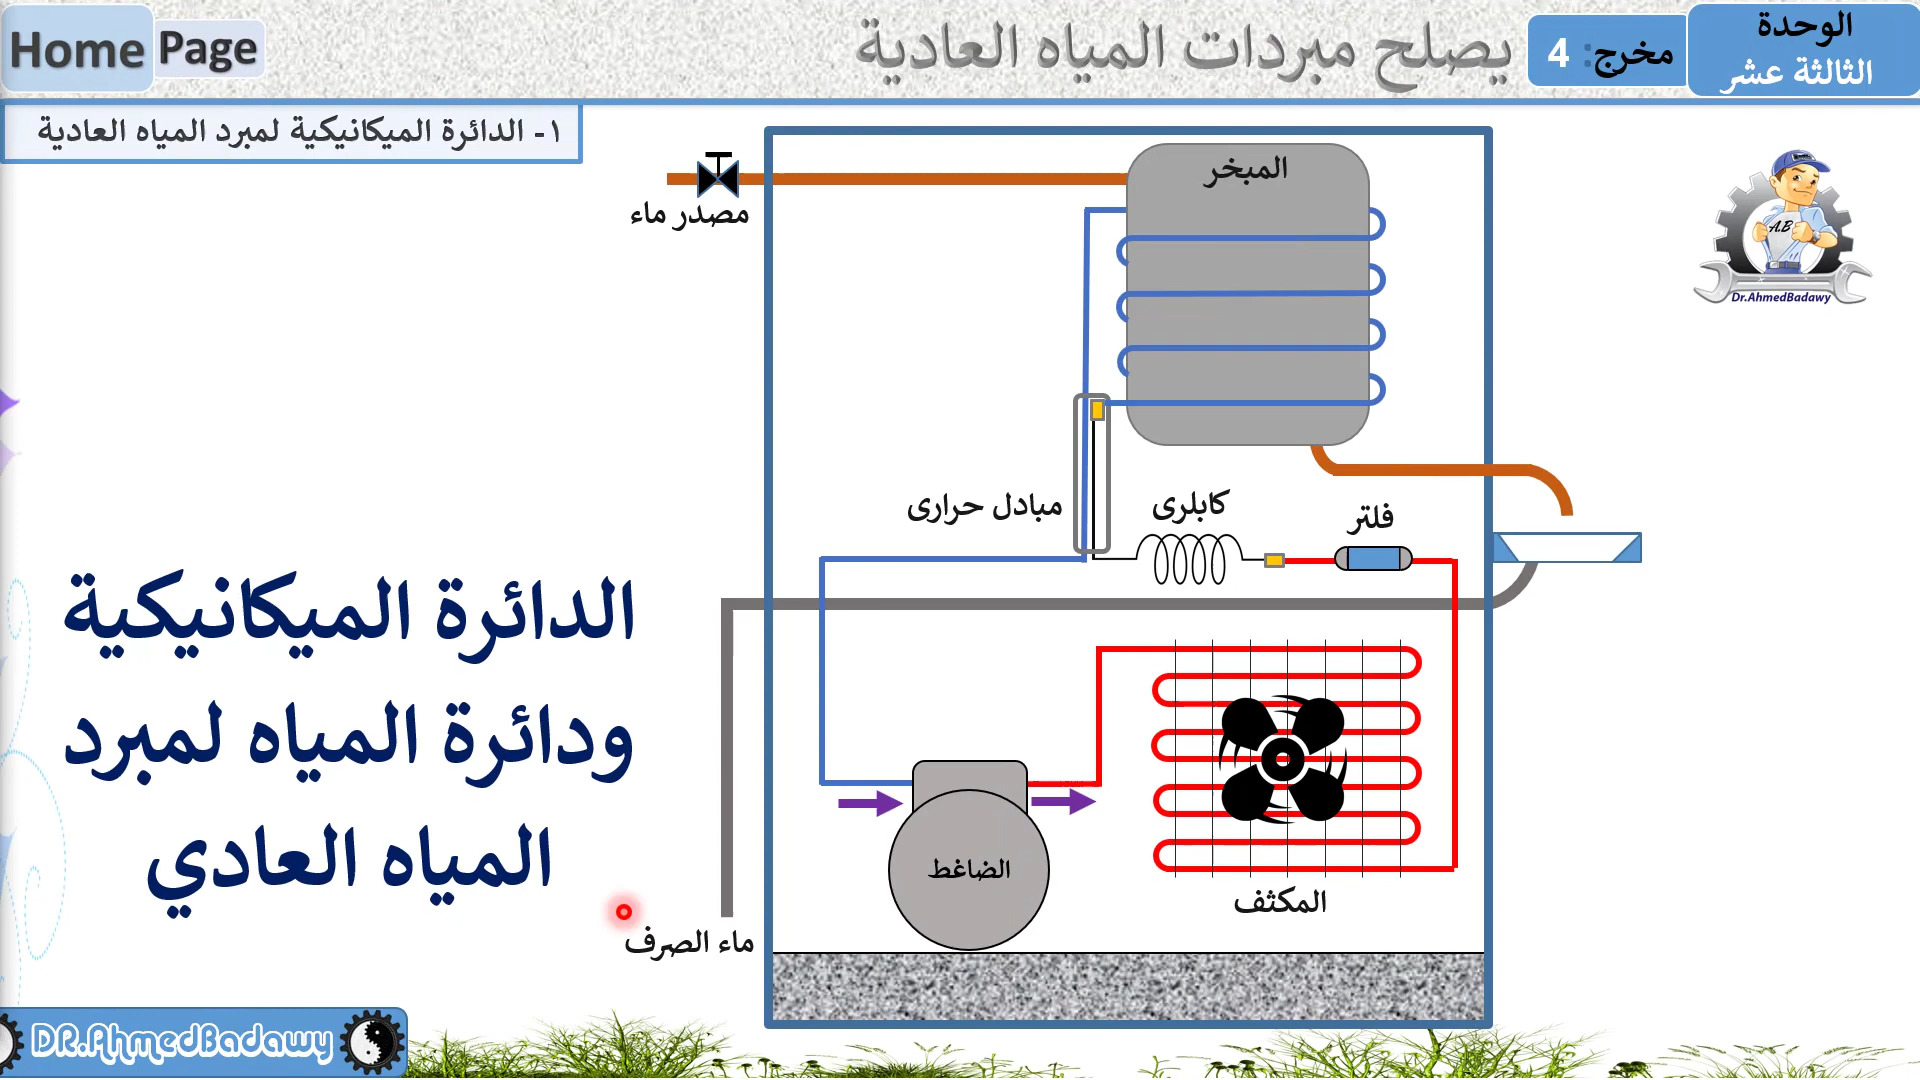 الوحدة
الثالثة عشر
مخرج: 4
يصلح مبردات المياه العادية
Home Page
١- الدائرة الميكانيكية لمبرد المياه العادية
المبخر
مصدر ماء
A.B
Dr.AhmedBadawy
مبادل حرارى
كابلرى
فلتر
الدائرة الميكانيكية
ودائرة المياه لمبرد
المياه العادي
الضاغط
المكثف
ماء الصرف
DR.AhmedBadawy